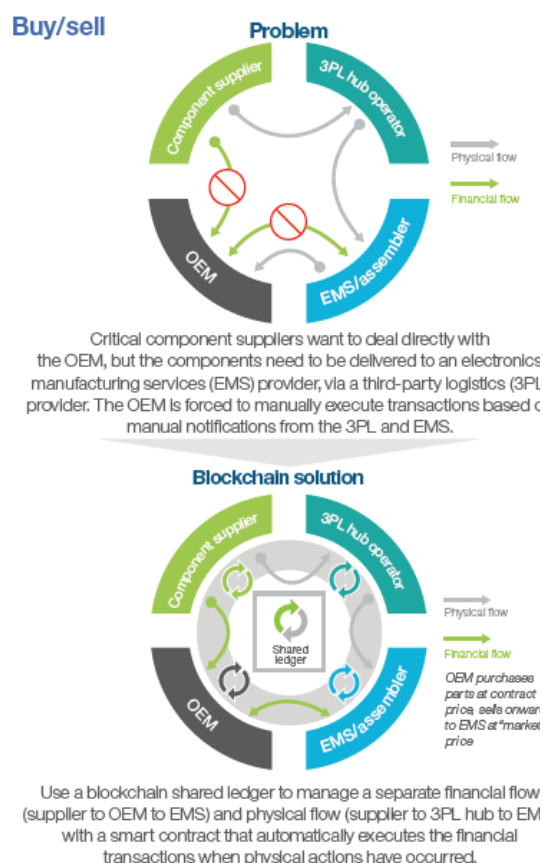 Buy/sell
Problem
Component supplier
3PL hub operator
Physical flow
Financial flow
OEM
EMS/assembler
Critical component suppliers want to deal directly with
the OEM, but the components need to be delivered to an electronics
manufacturing services (EMS) provider, via a third-party logistics (3PL
provider. The OEM is forced to manually execute transactions based o
manual notifications from the 3PL and EMS.
Blockchain solution
Component supplier
3PL hub operator
Shared
ledger
Physical flow
Financial flow
OEM
EMS/assembler
OEM purchases
parts at contract
price, sells onward
to EMS at "market
price
Use a blockchain shared ledger to manage a separate financial flow
(supplier to OEM to EMS) and physical flow (supplier to 3PL hub to EM
with a smart contract that automatically executes the financial
transactions when physical actions have occurred.